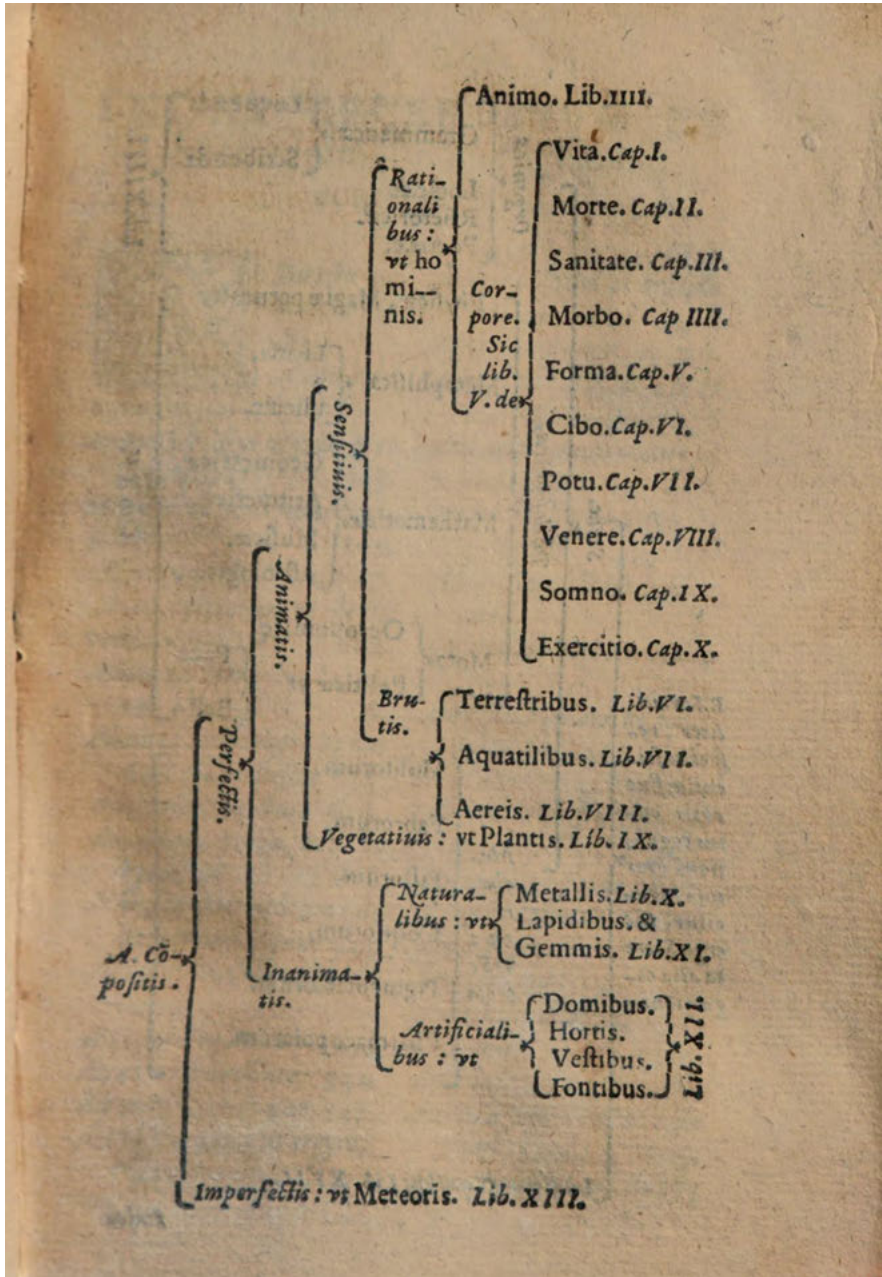 Animo. Lib.IIII.
Rati-
onali
bus:
vt ho
mi--
nis.
Cor-
pore.
Sic
lib.
V. de
Vitá. Cap.I.
Morte. Cap.II.
Sanitate. Cap.III.
Morbo. Cap IIII.
Forma. Cap.V.
Cibo. Cap.VI.
Potu. Cap.VII.
Venere. Cap.VIII.
Somno. Cap.IX.
Exercitio. Cap.X.
Senſitiuis.
Animatis.
Perfectis.
Bru-
tis.
Terreſtribus. Lib.VI.
Aquatilibus. Lib.VII.
Aereis. Lib.VIII.
Vegetatiuis: vt Plantis. Lib.IX.
A. Cõ-
poſitis.
Inanima-
tis.
Natura-
libus: vt
Metallis. Lib.X.
Lapidibus. &
Gemmis. Lib.XI.
Artificiali-
bus: vt
Domibus.
Hortis.
Veſtibus.
Fontibus.
Lib.XII.
Imperfectis: vt Meteoris. Lib.XIII.